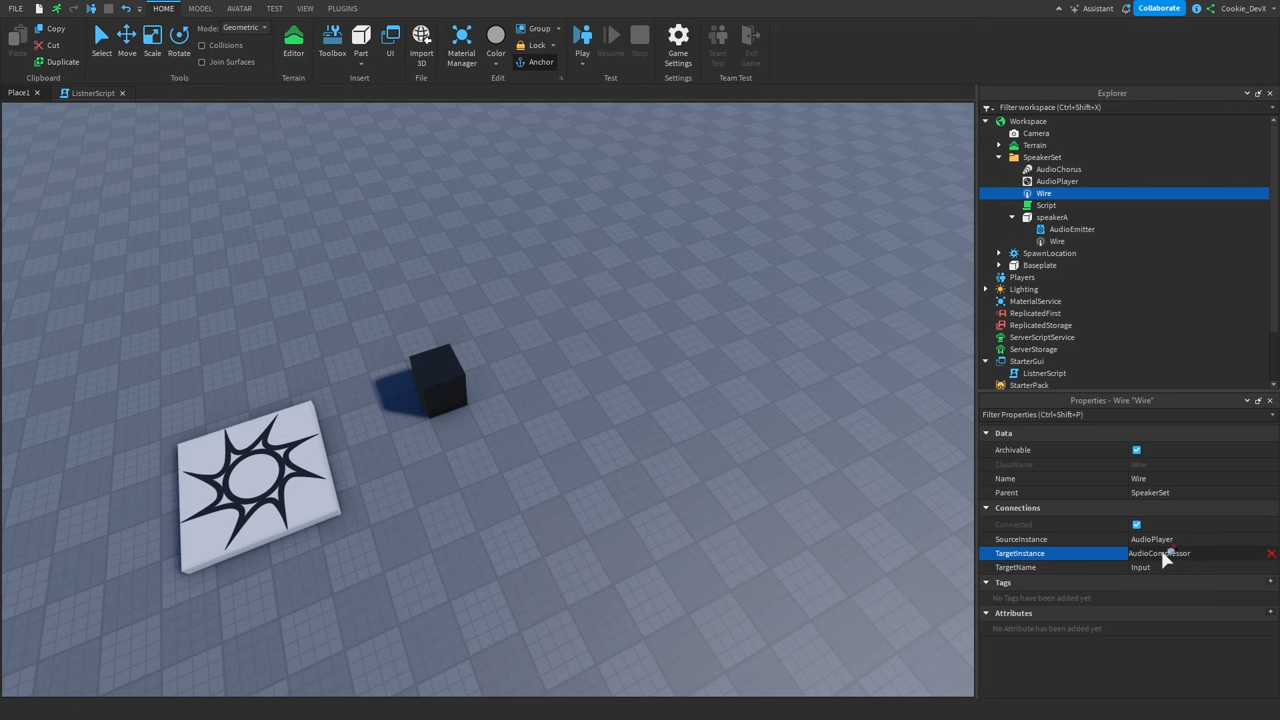 FILE HOME MODEL AVATAR TEST VIEW PLUGINS Assistant Collaborate Cookie_DevX
Paste Copy Cut Duplicate Clipboard
Select Move Scale Rotate Mode: Geometric Collisions Join Surfaces Tools
Editor Terrain
Toolbox Part UI Insert
Import 3D File
Material Manager Color Group Lock Anchor Edit
Play Resume Stop Test
Game Settings Settings
Team Test Exit Game Team Test
Place1 ListnerScript
Explorer
Filter workspace (Ctrl+Shift+X)
Workspace
Camera
Terrain
SpeakerSet
AudioChorus
AudioPlayer
Wire
Script
speakerA
AudioEmitter
Wire
SpawnLocation
Baseplate
Players
Lighting
MaterialService
ReplicatedFirst
ReplicatedStorage
ServerScriptService
ServerStorage
StarterGui
ListnerScript
StarterPack
Properties - Wire "Wire"
Filter Properties (Ctrl+Shift+P)
Data
Archivable
ClassName Wire
Name Wire
Parent SpeakerSet
Connections
Connected
SourceInstance AudioPlayer
TargetInstance AudioCompressor
TargetName Input
Tags
No Tags have been added yet
Attributes
No Attribute has been added yet